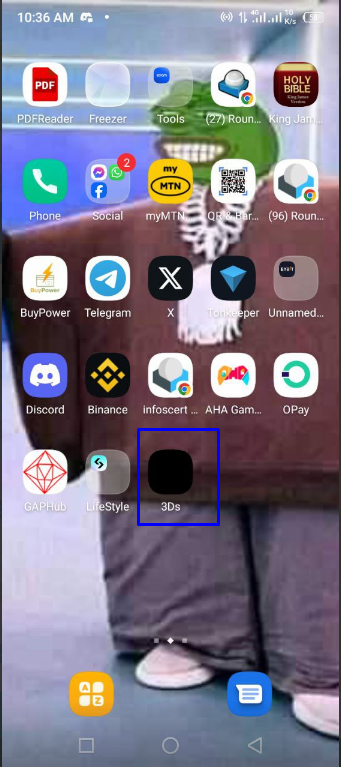 10:36 AM
4G 10 K/s 58
PDF HOLY BIBLE King James Version
PDFReader Freezer Tools (27) Roun... King Jam...
2 my MTN
Phone Social myMTN QR & Bar... (96) Roun...
BuyPower
BuyPower Telegram X Tonkeeper Unnamed...
Discord Binance infoscert ... AHA Gam... OPay
GAPHub LifeStyle 3Ds
A Z